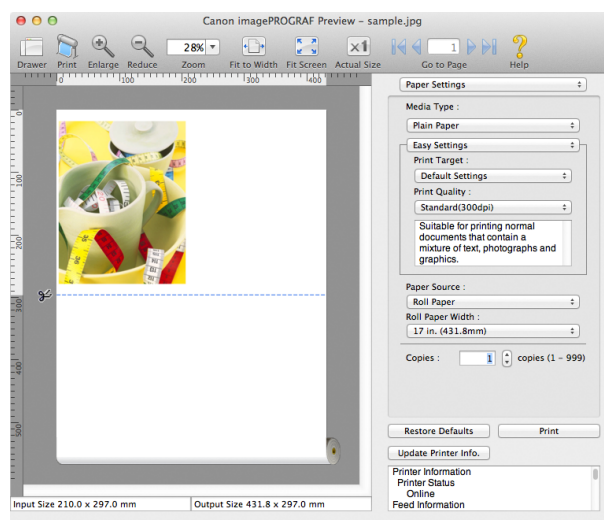 Canon imagePROGRAF Preview – sample.jpg
28%
1
Drawer Print Enlarge Reduce Zoom Fit to Width Fit Screen Actual Size Go to Page Help
0 100 200 300 400
0
100
200
300
400
500
Paper Settings
Media Type :
Plain Paper
Easy Settings
Print Target :
Default Settings
Print Quality :
Standard(300dpi)
Suitable for printing normal
documents that contain a
mixture of text, photographs and
graphics.
Paper Source :
Roll Paper
Roll Paper Width :
17 in. (431.8mm)
Copies : 1 copies (1 – 999)
Restore Defaults Print
Update Printer Info.
Printer Information
Printer Status
Online
Feed Information
Input Size 210.0 x 297.0 mm Output Size 431.8 x 297.0 mm